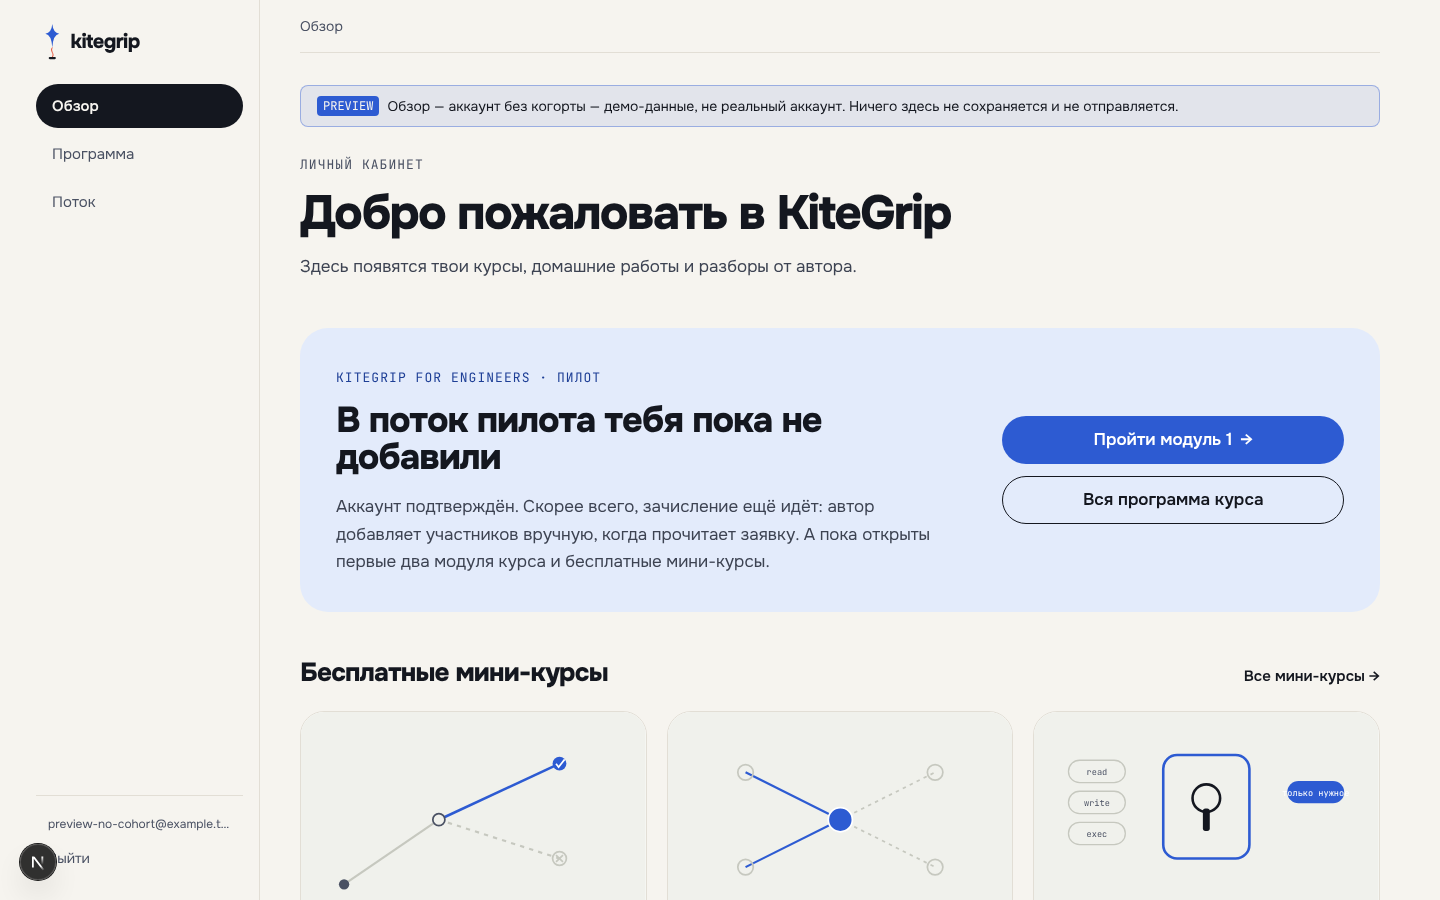 kitegrip
Обзор
Программа
Поток
preview-no-cohort@example.t...
Обзор
PREVIEW Обзор — аккаунт без когорты — демо-данные, не реальный аккаунт. Ничего здесь не сохраняется и не отправляется.
ЛИЧНЫЙ КАБИНЕТ
Добро пожаловать в KiteGrip
Здесь появятся твои курсы, домашние работы и разборы от автора.
KITEGRIP FOR ENGINEERS · ПИЛОТ
В поток пилота тебя пока не
добавили
Аккаунт подтверждён. Скорее всего, зачисление ещё идёт: автор
добавляет участников вручную, когда прочитает заявку. А пока открыты
первые два модуля курса и бесплатные мини-курсы.
Пройти модуль 1 →
Вся программа курса
Бесплатные мини-курсы
Все мини-курсы →
read
write
exec